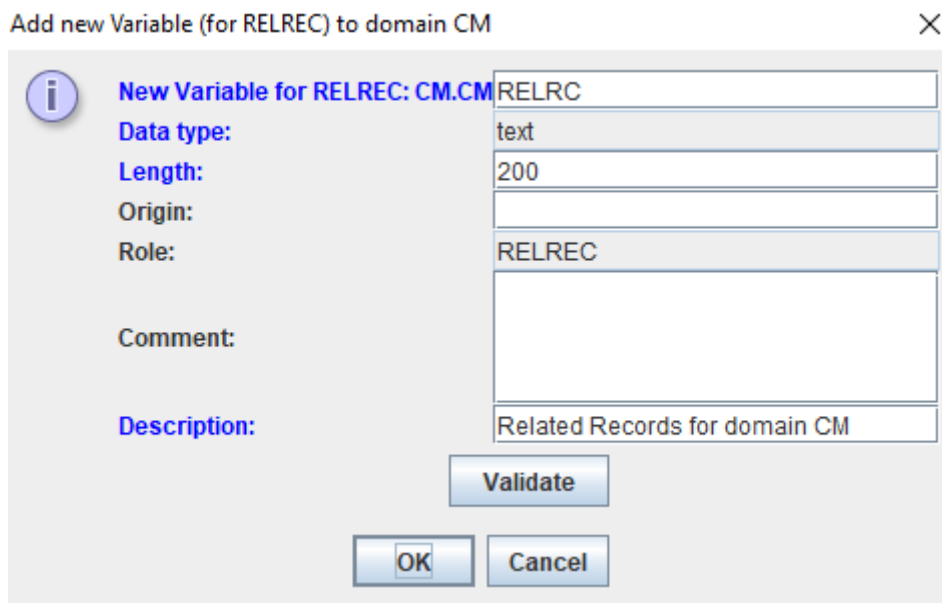 Add new Variable (for RELREC) to domain CM
New Variable for RELREC: CM.CM RELRC
Data type: text
Length: 200
Origin:
Role: RELREC
Comment:
Description: Related Records for domain CM
Validate
OK Cancel